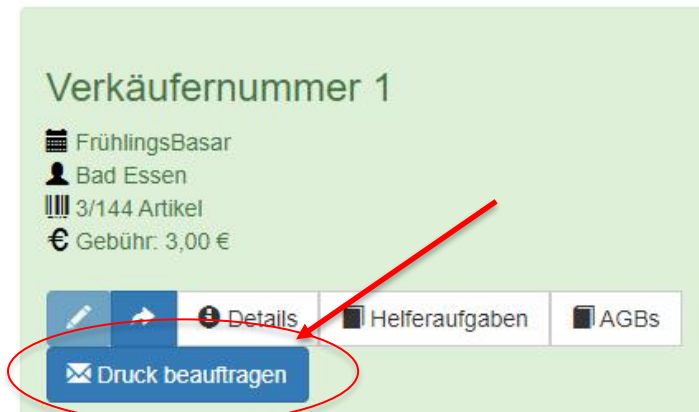 Verkäufernummer 1
FrühlingsBasar
Bad Essen
3/144 Artikel
€ Gebühr: 3,00 €
Details Helferaufgaben AGBs
Druck beauftragen